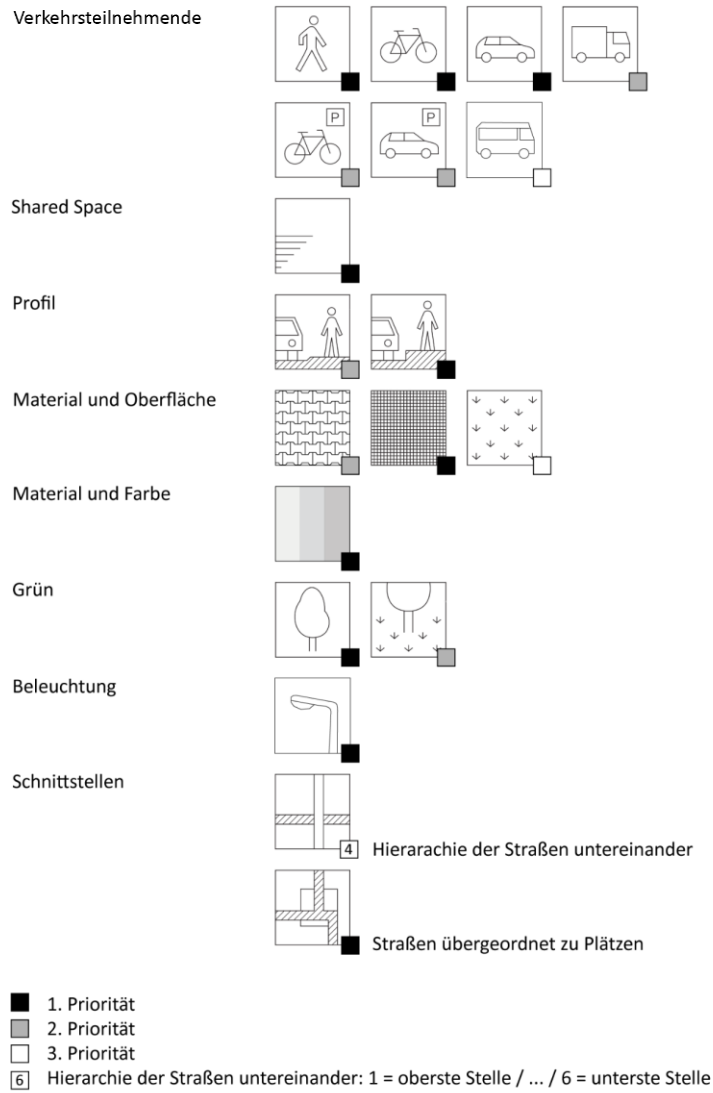 Verkehrsteilnehmende
P
P
Shared Space
Profil
Material und Oberfläche
Material und Farbe
Grün
Beleuchtung
Schnittstellen
4 Hierarachie der Straßen untereinander
Straßen übergeordnet zu Plätzen
1. Priorität
2. Priorität
3. Priorität
6 Hierarchie der Straßen untereinander: 1 = oberste Stelle / ... / 6 = unterste Stelle